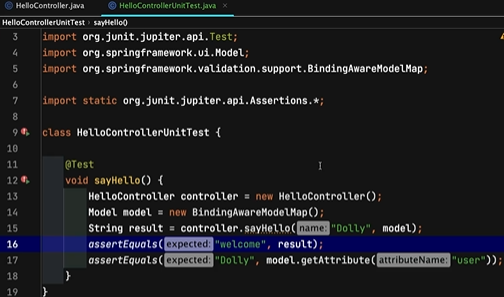 HelloController.java HelloControllerUnitTest.java ×
HelloControllerUnitTest › sayHello()
3 import org.junit.jupiter.api.Test;
4 import org.springframework.ui.Model;
5 import org.springframework.validation.support.BindingAwareModelMap;
6
7 import static org.junit.jupiter.api.Assertions.*;
8
9 class HelloControllerUnitTest {
10
11 @Test
12 void sayHello() {
13 HelloController controller = new HelloController();
14 Model model = new BindingAwareModelMap();
15 String result = controller.sayHello( name: "Dolly", model);
16 assertEquals( expected: "welcome", result);
17 assertEquals( expected: "Dolly", model.getAttribute( attributeName: "user"));
18 }
19 }